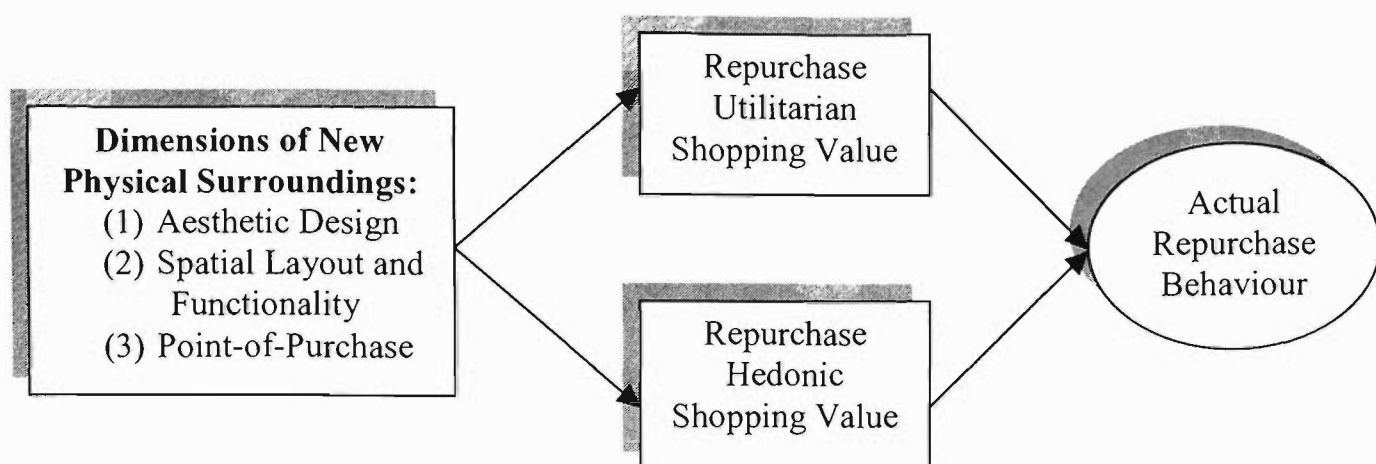 Dimensions of New
Physical Surroundings:
(1) Aesthetic Design
(2) Spatial Layout and
Functionality
(3) Point-of-Purchase
Repurchase
Utilitarian
Shopping Value
Repurchase
Hedonic
Shopping Value
Actual
Repurchase
Behaviour